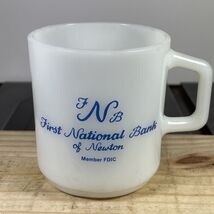 FNB
First National Bank
of Newton
Member FDIC